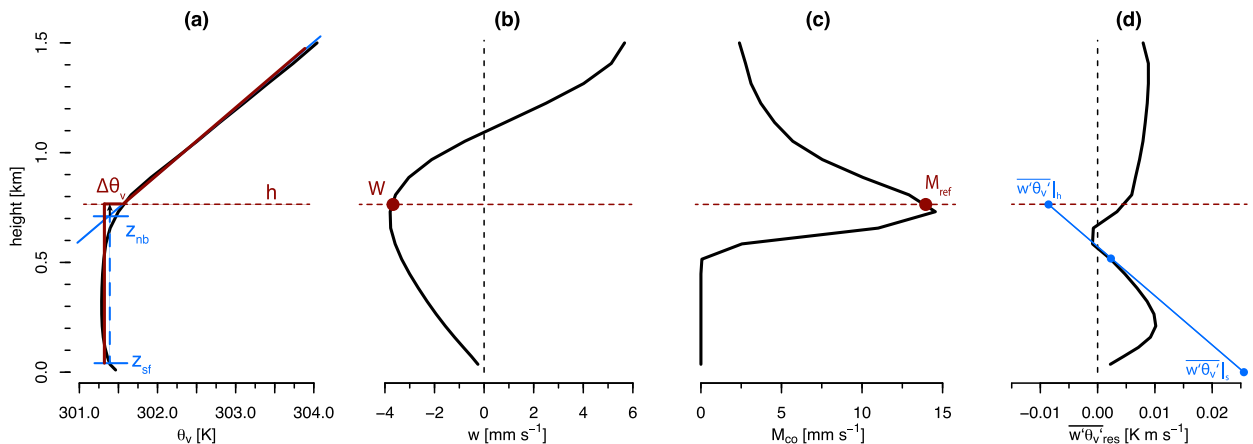 (a)
(b)
(c)
(d)
height [km]
1.5
1.0
0.5
0.0
Δθv
h
znb
zsf
301.0 302.0 303.0 304.0
θv [K]
W
−4 −2 0 2 4 6
w [mm s⁻¹]
Mref
0 5 10 15
Mco [mm s⁻¹]
w'θv'|h
w'θv'|s
−0.01 0.00 0.01 0.02
w'θv'res [K m s⁻¹]